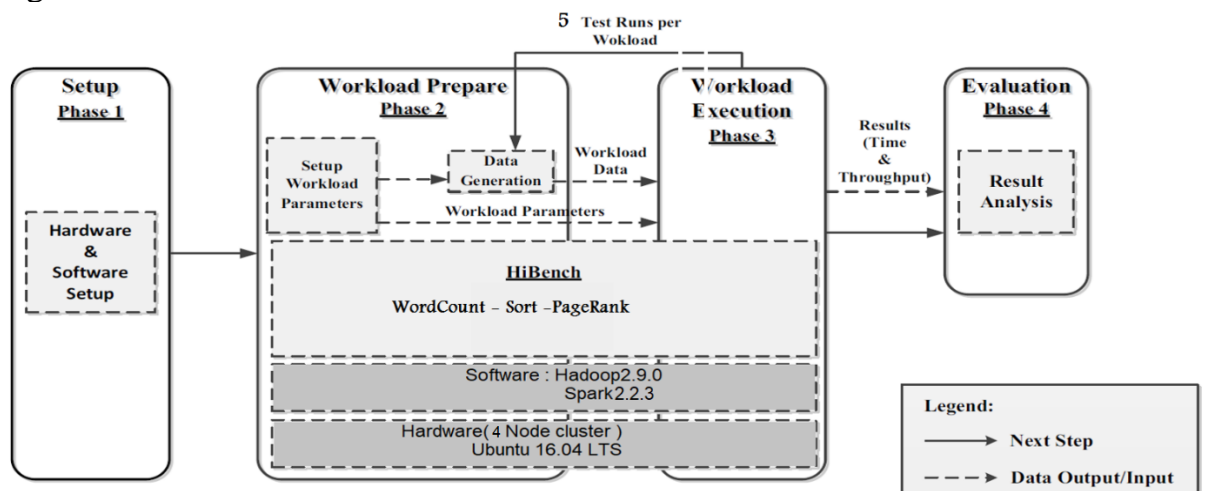 5 Test Runs per
Wokload
Setup
Phase 1
Hardware
&
Software
Setup
Workload Prepare
Phase 2
Setup
Workload
Parameters
Data
Generation
Workload
Data
Workload Parameters
Workload
Execution
Phase 3
HiBench
WordCount - Sort -PageRank
Software : Hadoop2.9.0
Spark2.2.3
Hardware( 4 Node cluster )
Ubuntu 16.04 LTS
Results
(Time
&
Throughput)
Evaluation
Phase 4
Result
Analysis
Legend:
Next Step
Data Output/Input